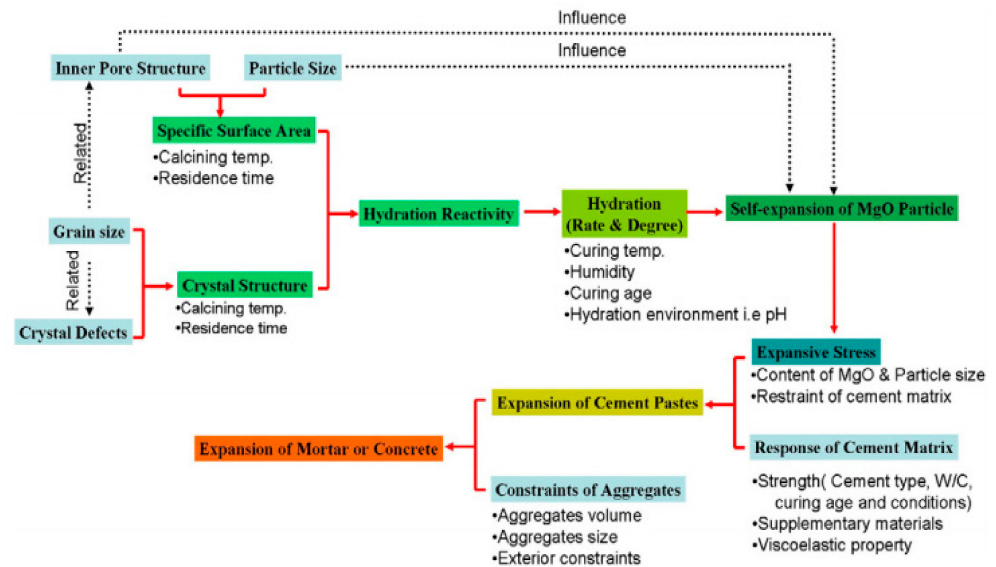 Influence
Influence
Inner Pore Structure
Particle Size
Related
Specific Surface Area
•Calcining temp.
•Residence time
Grain size
Hydration Reactivity
Hydration
(Rate & Degree)
•Curing temp.
•Humidity
•Curing age
•Hydration environment i.e pH
Self-expansion of MgO Particle
Related
Crystal Structure
•Calcining temp.
•Residence time
Crystal Defects
Expansive Stress
•Content of MgO & Particle size
•Restraint of cement matrix
Expansion of Cement Pastes
Expansion of Mortar or Concrete
Response of Cement Matrix
•Strength( Cement type, W/C,
curing age and conditions)
•Supplementary materials
•Viscoelastic property
Constraints of Aggregates
•Aggregates volume
•Aggregates size
•Exterior constraints